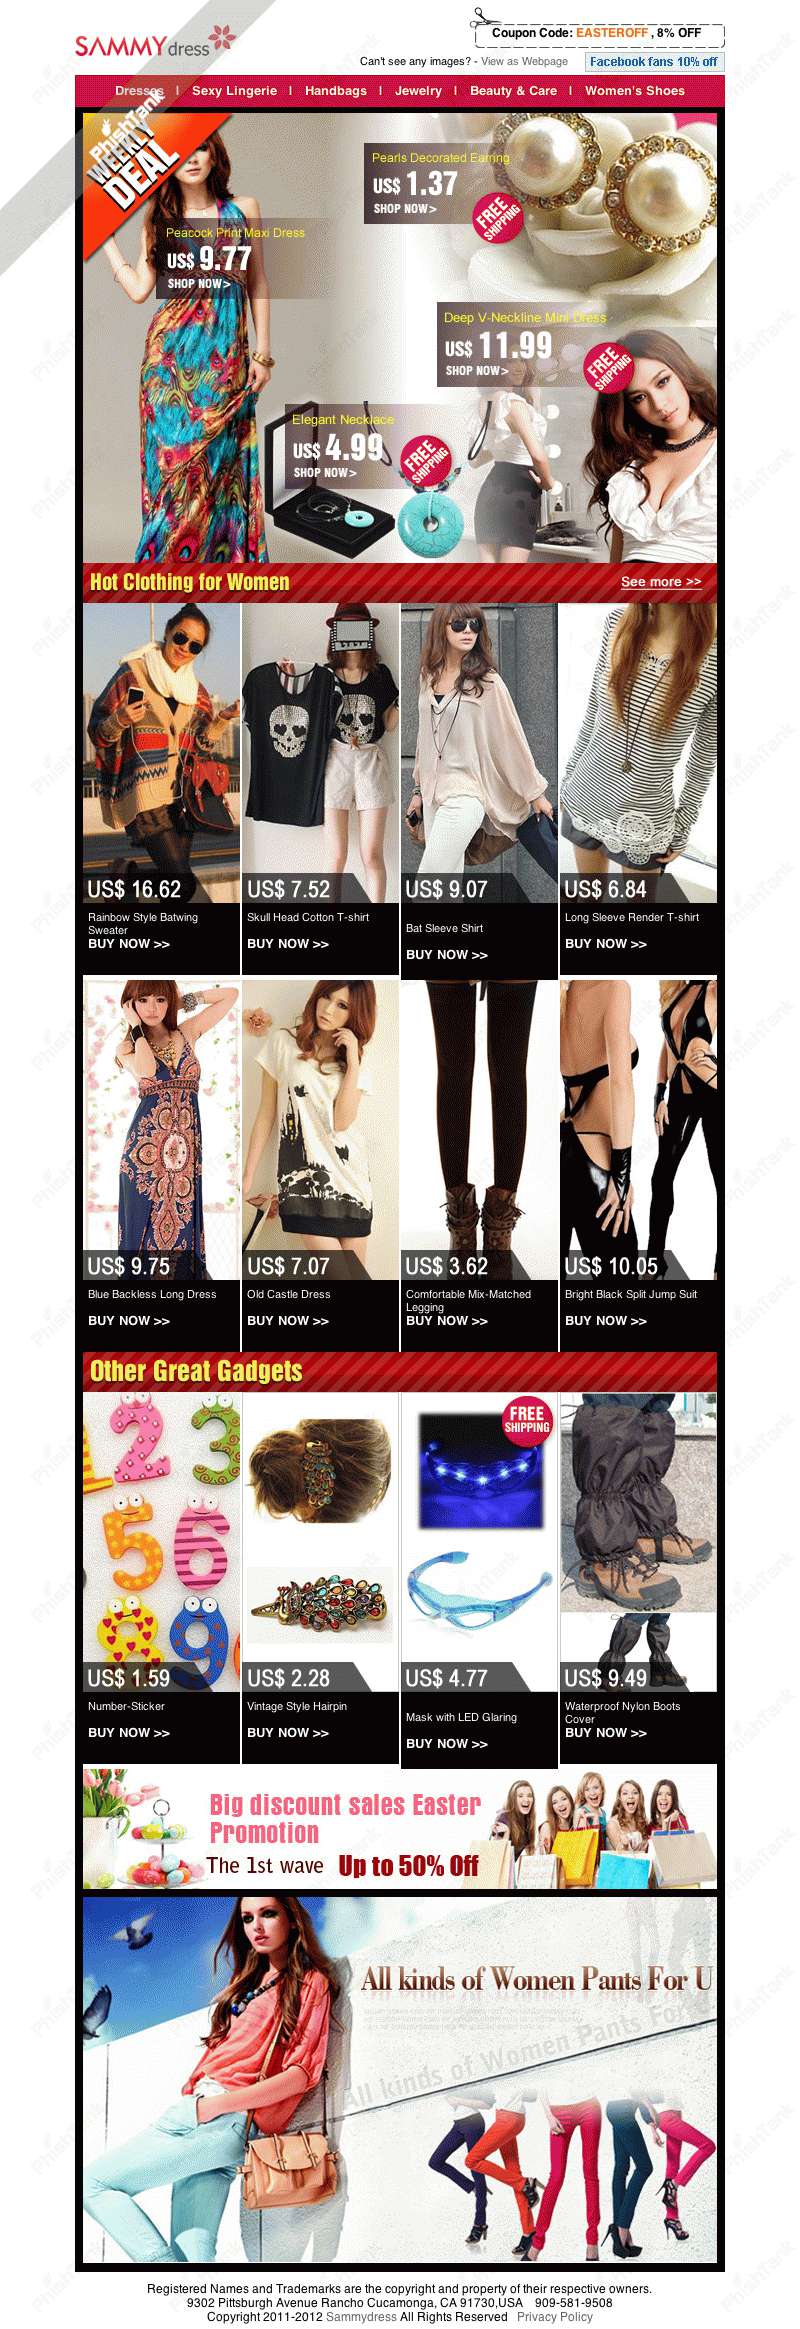 SAMMYdress
Coupon Code: EASTEROFF , 8% OFF
Can't see any images? - View as Webpage
Facebook fans 10% off
Dresses | Sexy Lingerie | Handbags | Jewelry | Beauty & Care | Women's Shoes
PhishTank
WEEKLY
DEAL
Pearls Decorated Earring
US$ 1.37
SHOP NOW>
FREE
SHIPPING
Peacock Print Maxi Dress
US$ 9.77
SHOP NOW>
Deep V-Neckline Mini Dress
US$ 11.99
SHOP NOW>
FREE
SHIPPING
Elegant Necklace
US$ 4.99
SHOP NOW>
FREE
SHIPPING
Hot Clothing for Women
See more >>
US$ 16.62
US$ 7.52
US$ 9.07
US$ 6.84
Rainbow Style Batwing
Sweater
BUY NOW >>
Skull Head Cotton T-shirt
BUY NOW >>
Bat Sleeve Shirt
BUY NOW >>
Long Sleeve Render T-shirt
BUY NOW >>
US$ 9.75
US$ 7.07
US$ 3.62
US$ 10.05
Blue Backless Long Dress
BUY NOW >>
Old Castle Dress
BUY NOW >>
Comfortable Mix-Matched
Legging
BUY NOW >>
Bright Black Split Jump Suit
BUY NOW >>
Other Great Gadgets
1 2 3
5 6
8 9
FREE
SHIPPING
US$ 1.59
US$ 2.28
US$ 4.77
US$ 9.49
Number-Sticker
BUY NOW >>
Vintage Style Hairpin
BUY NOW >>
Mask with LED Glaring
BUY NOW >>
Waterproof Nylon Boots
Cover
BUY NOW >>
Big discount sales Easter
Promotion
The 1st wave Up to 50% Off
All kinds of Women Pants For U
All kinds of Women Pants For U
Registered Names and Trademarks are the copyright and property of their respective owners.
9302 Pittsburgh Avenue Rancho Cucamonga, CA 91730,USA 909-581-9508
Copyright 2011-2012 Sammydress All Rights Reserved Privacy Policy